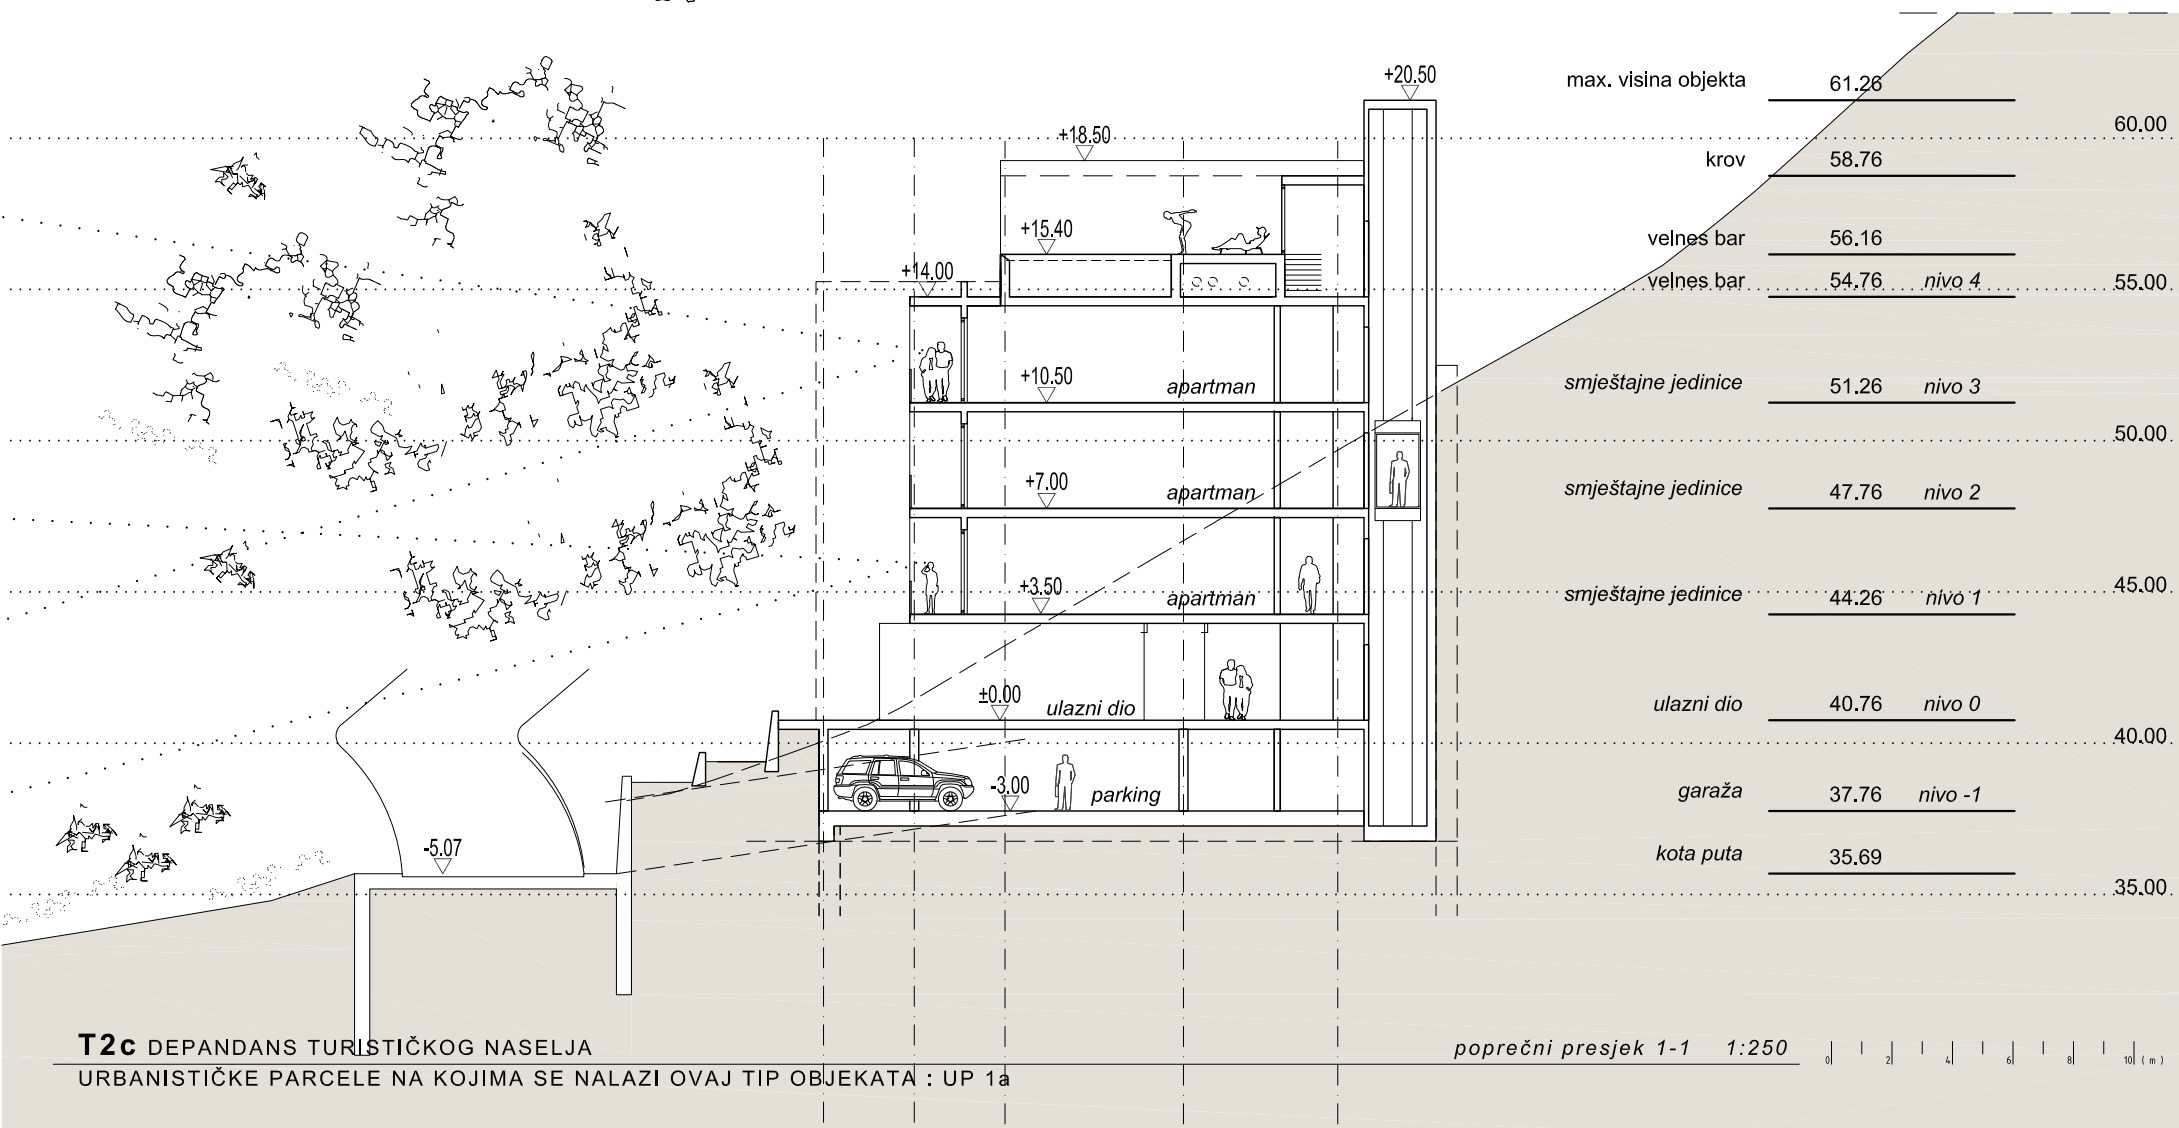 +20.50 max. visina objekta 61.26
60.00
+18.50 krov 58.76
+15.40 velnes bar 56.16
+14.00 velnes bar 54.76 nivo 4 55.00
+10.50 apartman smještajne jedinice 51.26 nivo 3
50.00
+7.00 apartman smještajne jedinice 47.76 nivo 2
45.00
+3.50 apartman smještajne jedinice 44.26 nivo 1
±0.00 ulazni dio ulazni dio 40.76 nivo 0
40.00
-3.00 parking garaža 37.76 nivo -1
-5.07 kota puta 35.69
35.00
T2c DEPANDANS TURISTIČKOG NASELJA poprečni presjek 1-1 1:250 0 2 4 6 8 10 ( m )
URBANISTIČKE PARCELE NA KOJIMA SE NALAZI OVAJ TIP OBJEKATA : UP 1a